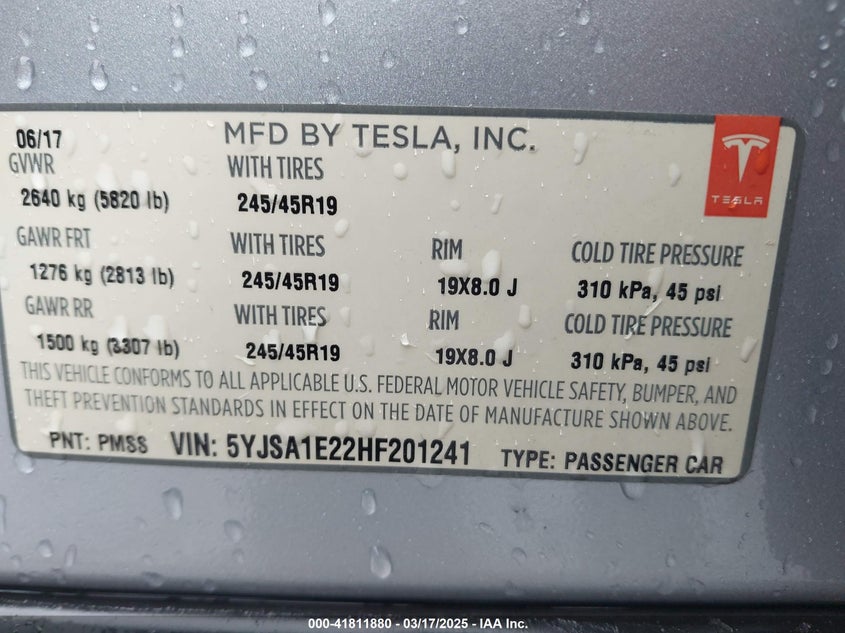 06/17 MFD BY TESLA, INC.
GVWR WITH TIRES
2640 kg (5820 lb) 245/45R19
TESLA
GAWR FRT WITH TIRES RIM COLD TIRE PRESSURE
1276 kg (2813 lb) 245/45R19 19X8.0 J 310 kPa, 45 psi
GAWR RR WITH TIRES RIM COLD TIRE PRESSURE
1500 kg (3307 lb) 245/45R19 19X8.0 J 310 kPa, 45 psi
THIS VEHICLE CONFORMS TO ALL APPLICABLE U.S. FEDERAL MOTOR VEHICLE SAFETY, BUMPER, AND
THEFT PREVENTION STANDARDS IN EFFECT ON THE DATE OF MANUFACTURE SHOWN ABOVE.
PNT: PMSS VIN: 5YJSA1E22HF201241 TYPE: PASSENGER CAR
000-41811880 - 03/17/2025 - IAA Inc.